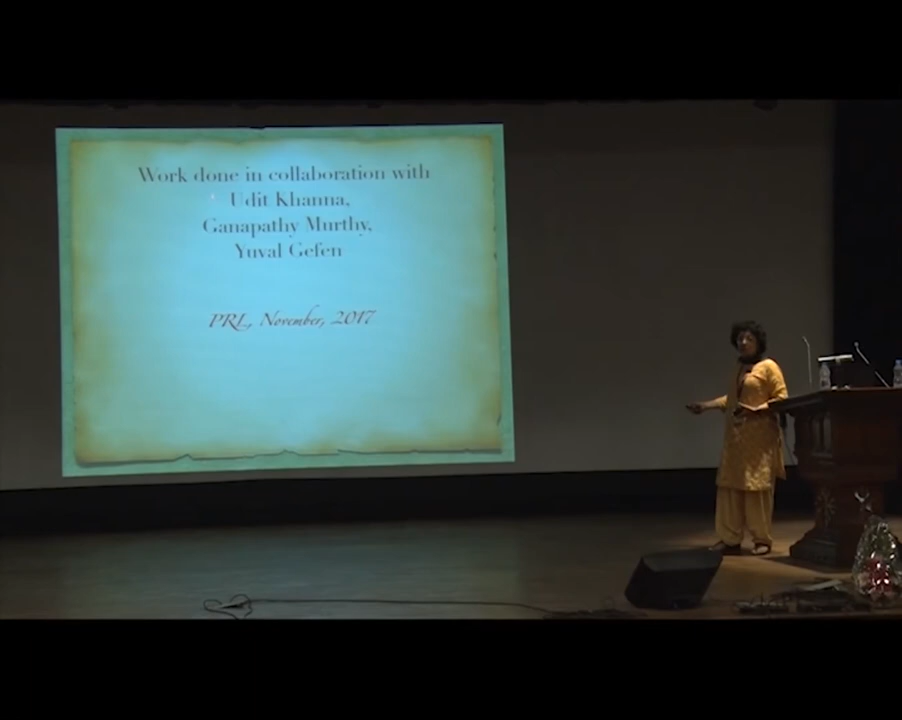 Work done in collaboration with
Udit Khanna,
Ganapathy Murthy,
Yuval Gefen
PRL, November, 2017